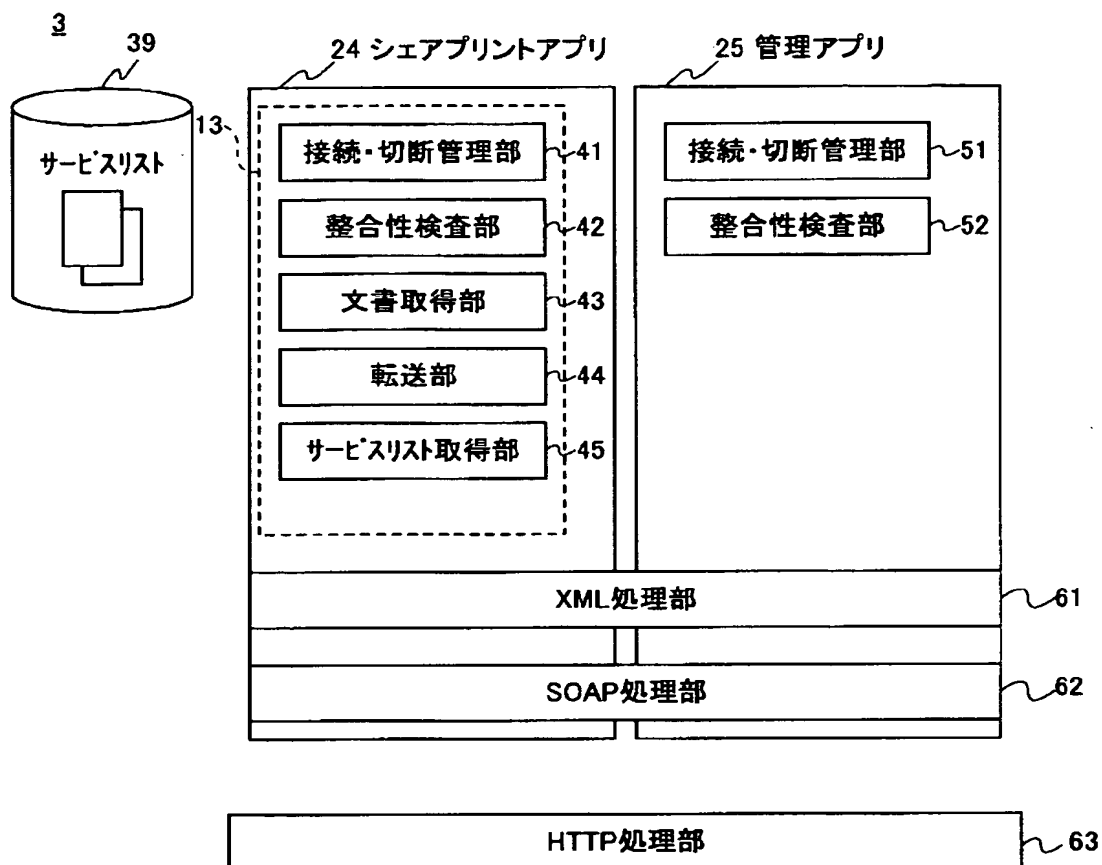 3
39
サービスリスト
24 シェアプリントアプリ
25 管理アプリ
13
接続・切断管理部
41
整合性検査部
42
文書取得部
43
転送部
44
サービスリスト取得部
45
接続・切断管理部
51
整合性検査部
52
XML処理部
61
SOAP処理部
62
HTTP処理部
63